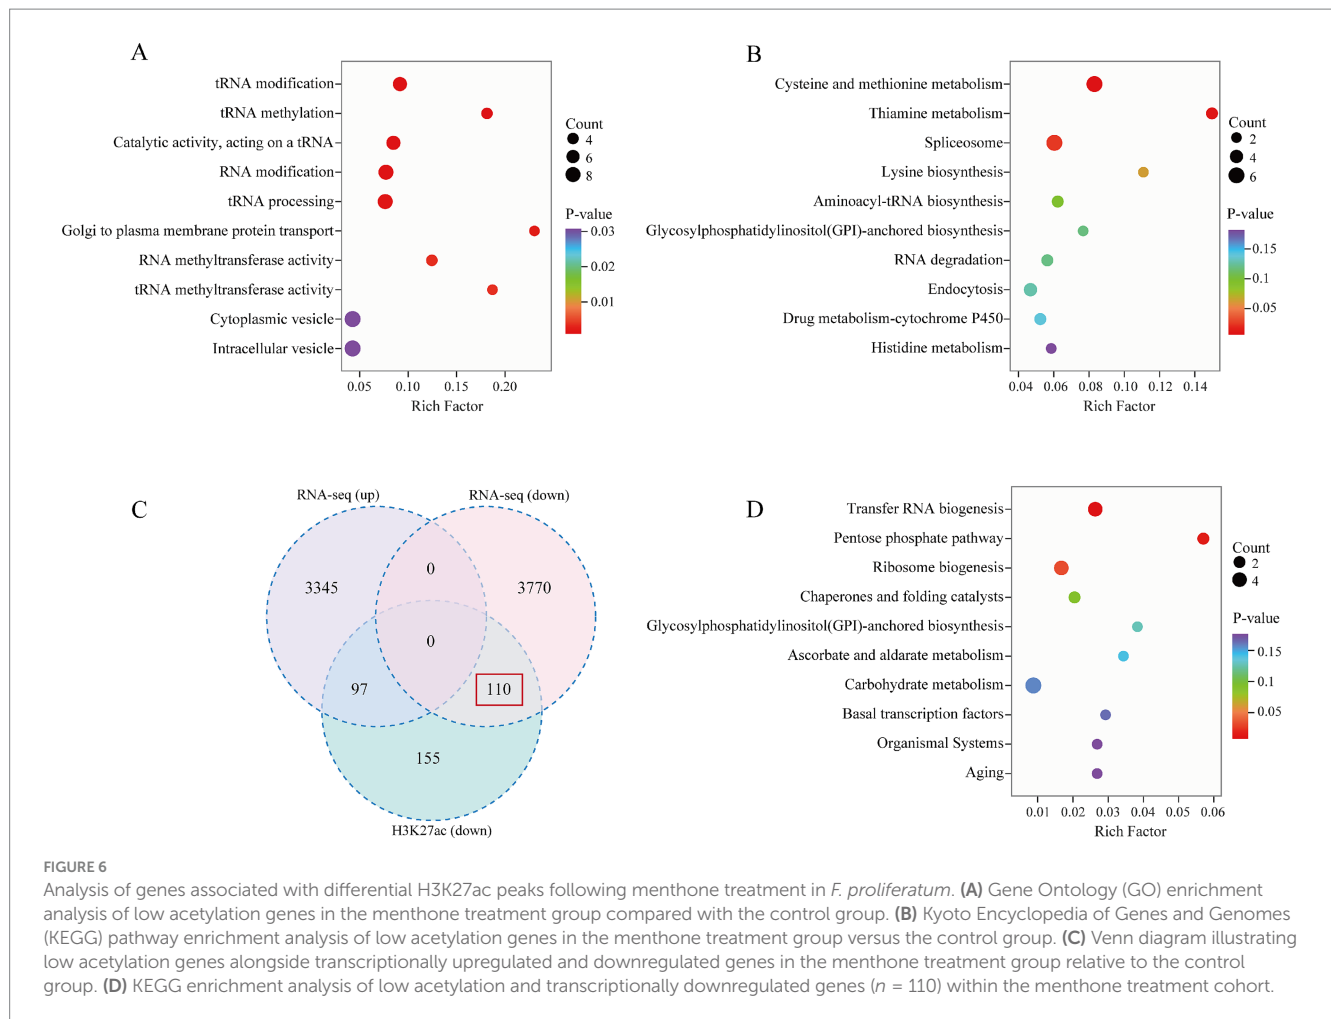 A
tRNA modification
tRNA methylation
Catalytic activity, acting on a tRNA
RNA modification
tRNA processing
Golgi to plasma membrane protein transport
RNA methyltransferase activity
tRNA methyltransferase activity
Cytoplasmic vesicle
Intracellular vesicle
0.05 0.10 0.15 0.20
Rich Factor
Count
4
6
8
P-value
0.03
0.02
0.01
B
Cysteine and methionine metabolism
Thiamine metabolism
Spliceosome
Lysine biosynthesis
Aminoacyl-tRNA biosynthesis
Glycosylphosphatidylinositol(GPI)-anchored biosynthesis
RNA degradation
Endocytosis
Drug metabolism-cytochrome P450
Histidine metabolism
0.04 0.06 0.08 0.10 0.12 0.14
Rich Factor
Count
2
4
6
P-value
0.15
0.1
0.05
C
RNA-seq (up)
RNA-seq (down)
0
3345
3770
0
97
110
155
H3K27ac (down)
D
Transfer RNA biogenesis
Pentose phosphate pathway
Ribosome biogenesis
Chaperones and folding catalysts
Glycosylphosphatidylinositol(GPI)-anchored biosynthesis
Ascorbate and aldarate metabolism
Carbohydrate metabolism
Basal transcription factors
Organismal Systems
Aging
0.01 0.02 0.03 0.04 0.05 0.06
Rich Factor
Count
2
4
P-value
0.15
0.1
0.05
FIGURE 6
Analysis of genes associated with differential H3K27ac peaks following menthone treatment in F. proliferatum. (A) Gene Ontology (GO) enrichment
analysis of low acetylation genes in the menthone treatment group compared with the control group. (B) Kyoto Encyclopedia of Genes and Genomes
(KEGG) pathway enrichment analysis of low acetylation genes in the menthone treatment group versus the control group. (C) Venn diagram illustrating
low acetylation genes alongside transcriptionally upregulated and downregulated genes in the menthone treatment group relative to the control
group. (D) KEGG enrichment analysis of low acetylation and transcriptionally downregulated genes (n = 110) within the menthone treatment cohort.